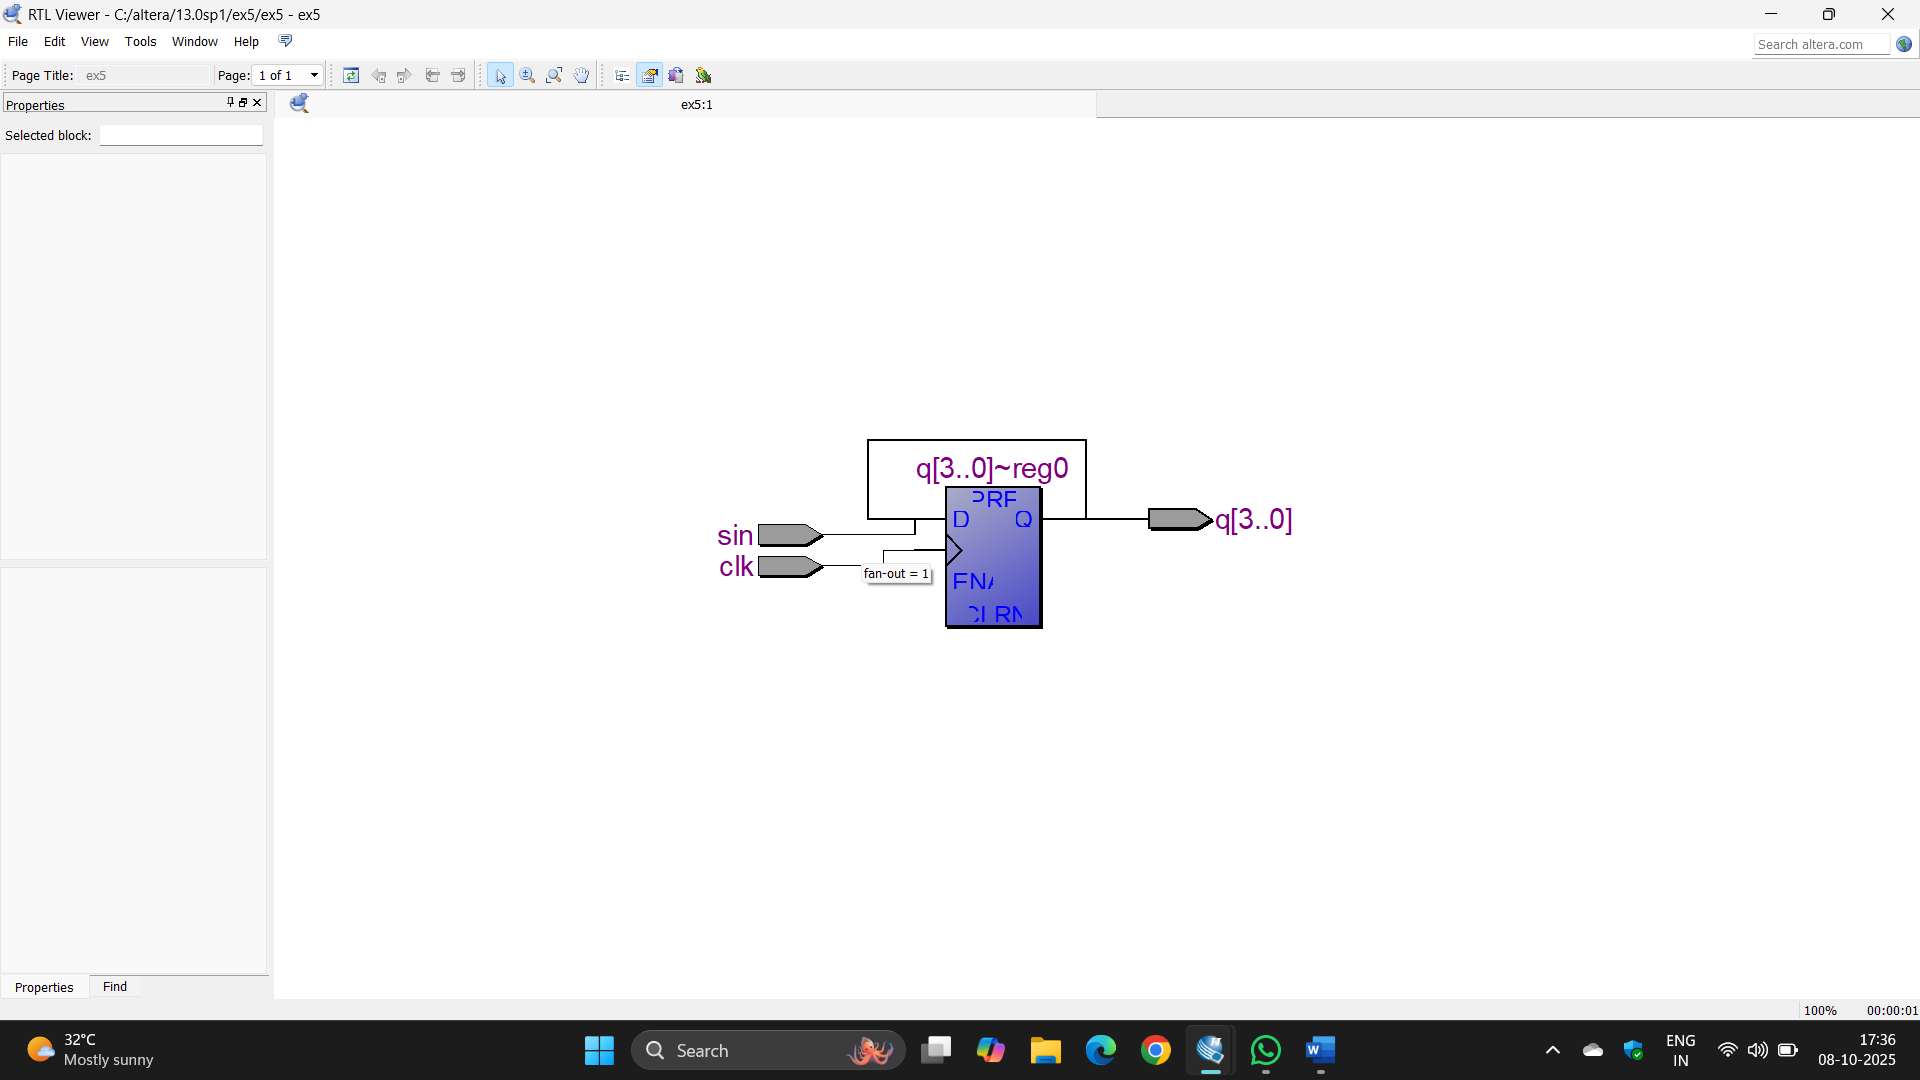 RTL Viewer - C:/altera/13.0sp1/ex5/ex5 - ex5
File Edit View Tools Window Help
Search altera.com
Page Title: ex5 Page: 1 of 1
Properties
ex5:1
Selected block:
q[3..0]~reg0
PRE
D Q
sin
q[3..0]
clk
fan-out = 1
ENA
CLRN
Properties Find
100% 00:00:01
32°C
Mostly sunny
Search
ENG
IN
17:36
08-10-2025